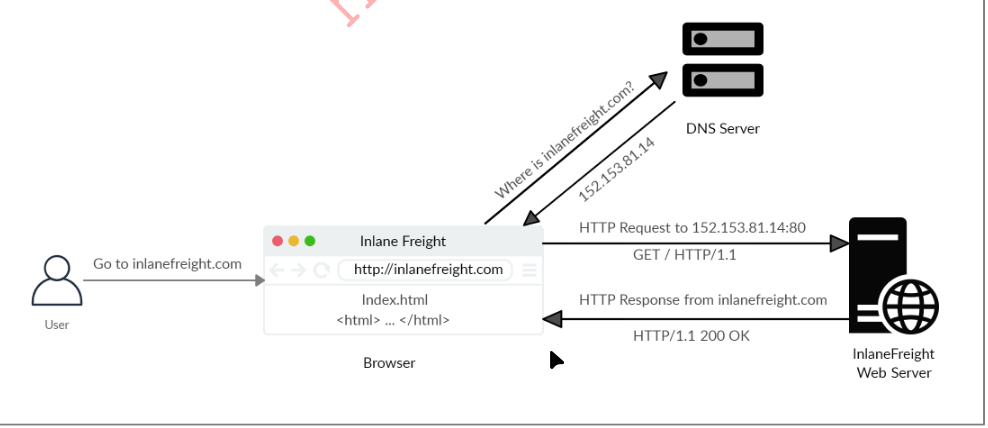 Where is inlanefreight.com?
152.153.81.14
DNS Server
HTTP Request to 152.153.81.14:80
GET / HTTP/1.1
Go to inlanefreight.com
User
Inlane Freight
http://inlanefreight.com
Index.html
<html> ... </html>
Browser
HTTP Response from inlanefreight.com
HTTP/1.1 200 OK
InlaneFreight
Web Server